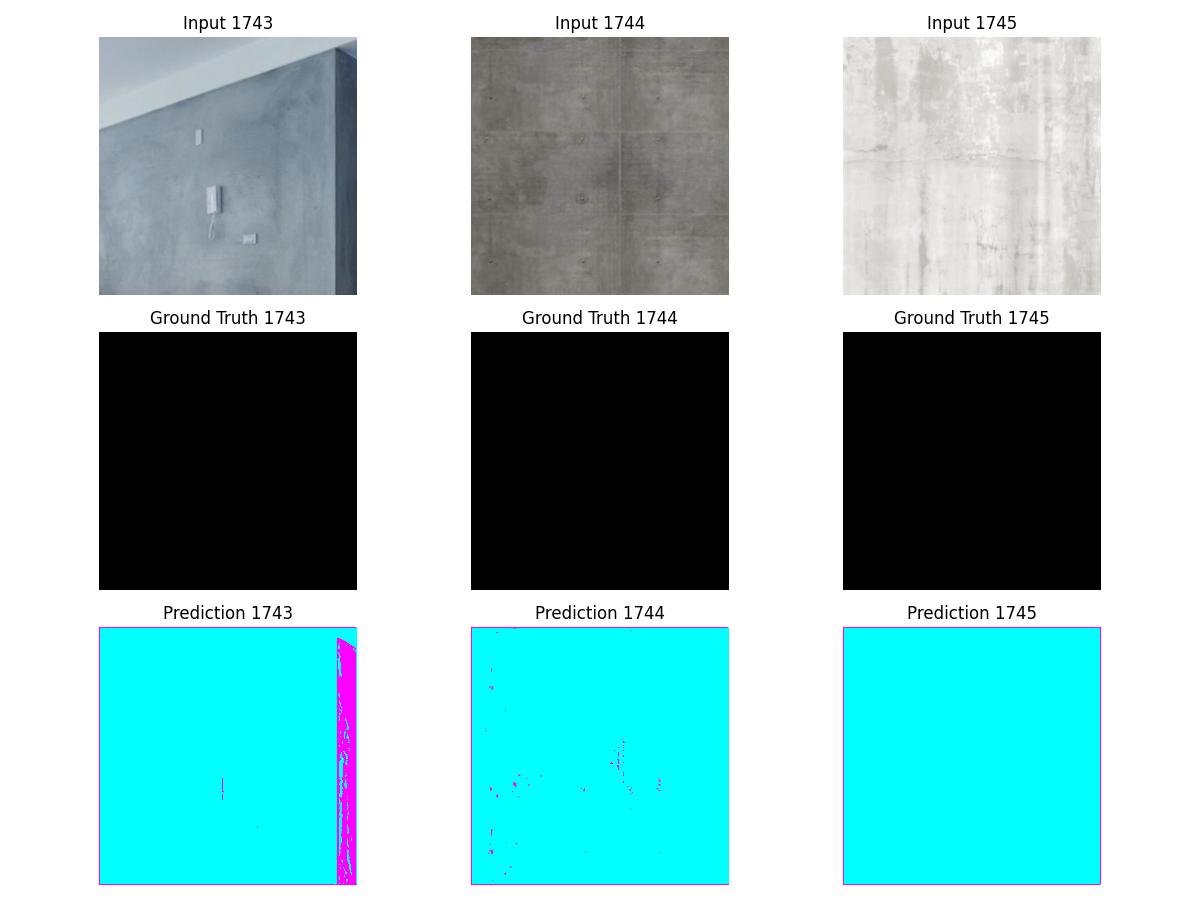 Input 1743
Input 1744
Input 1745
Ground Truth 1743
Ground Truth 1744
Ground Truth 1745
Prediction 1743
Prediction 1744
Prediction 1745